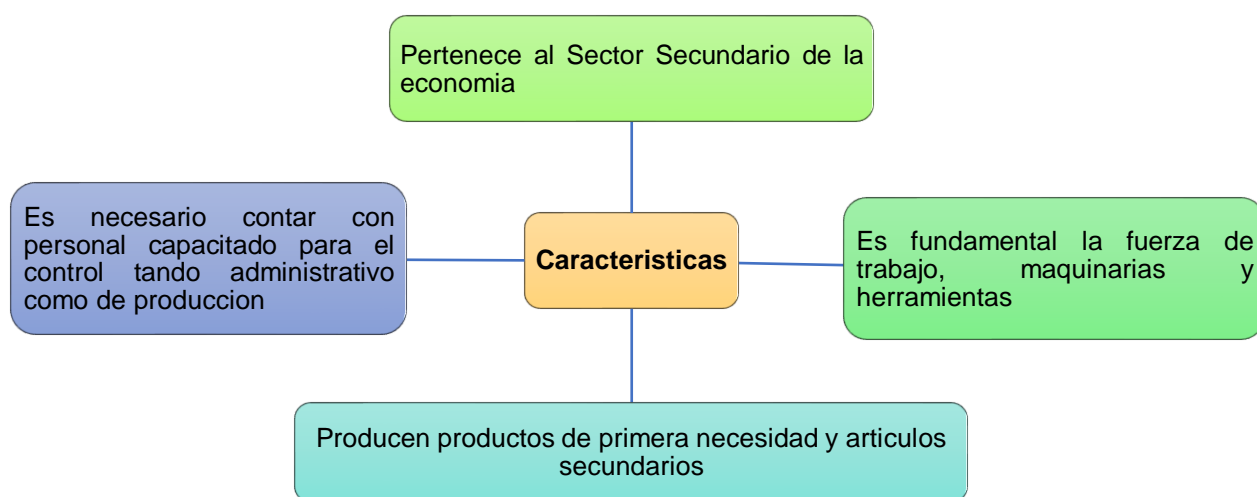 Pertenece al Sector Secundario de la
economia
Es necesario contar con
personal capacitado para el
control tando administrativo
como de produccion
Caracteristicas
Es fundamental la fuerza de
trabajo, maquinarias y
herramientas
Producen productos de primera necesidad y articulos
secundarios